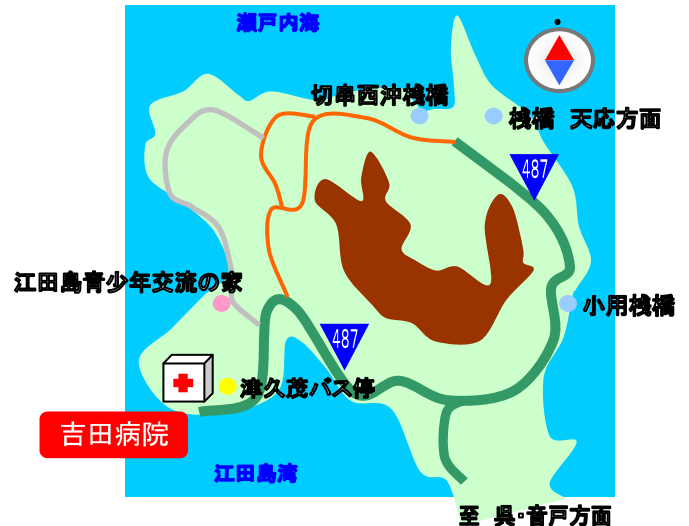 瀬戸内海
切串西沖桟橋
桟橋　天応方面
487
江田島青少年交流の家
小用桟橋
487
津久茂バス停
吉田病院
江田島湾
至　呉・音戸方面